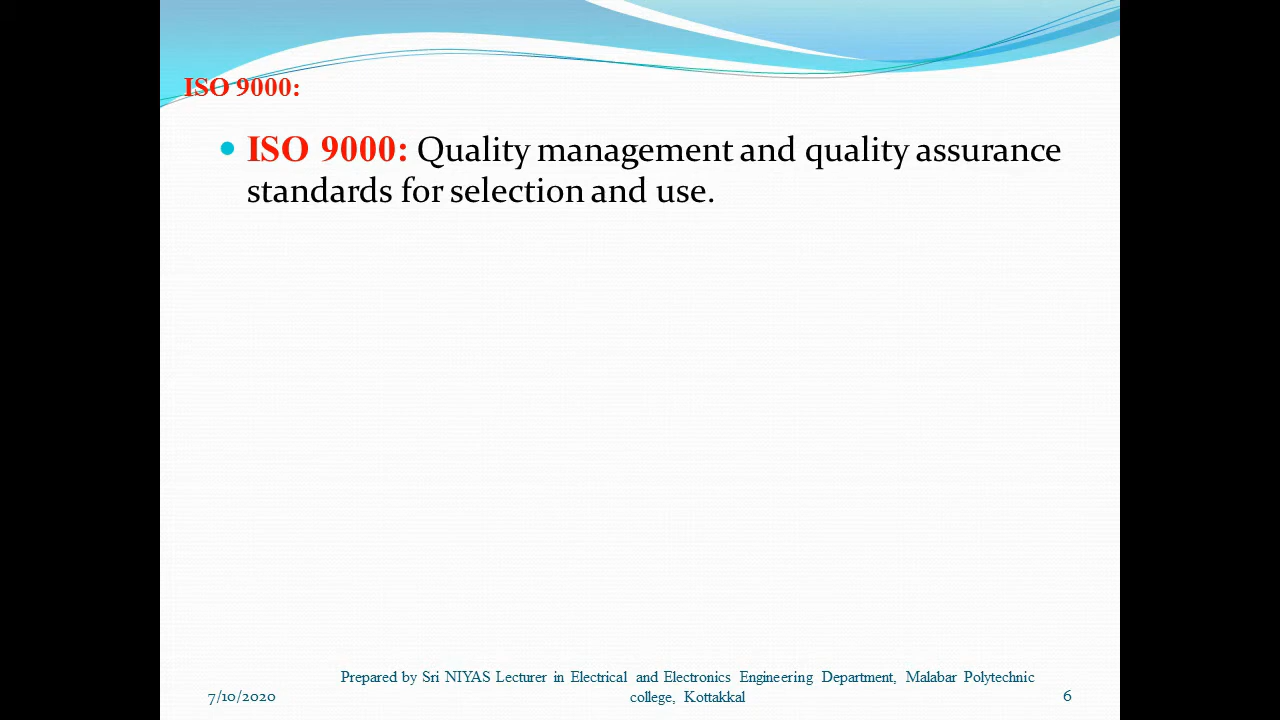 ISO 9000:
ISO 9000: Quality management and quality assurance
standards for selection and use.
Prepared by Sri NIYAS Lecturer in Electrical and Electronics Engineering Department, Malabar Polytechnic
college, Kottakkal
7/10/2020
6